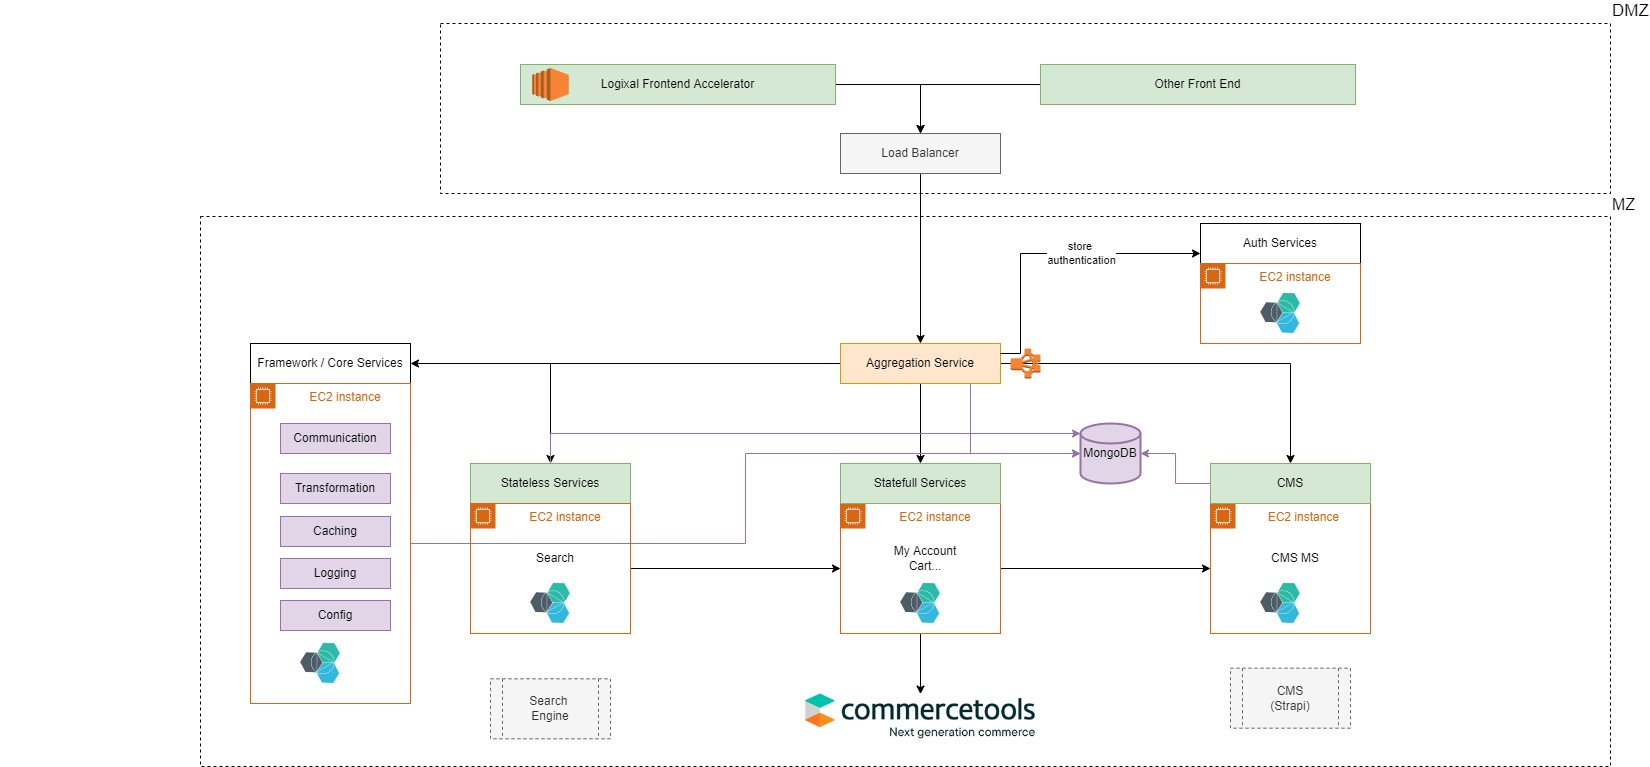 DMZ
Logixal Frontend Accelerator
Other Front End
Load Balancer
MZ
Auth Services
EC2 instance
store
authentication
Framework / Core Services
EC2 instance
Communication
Transformation
Caching
Logging
Config
Aggregation Service
MongoDB
Stateless Services
EC2 instance
Search
Statefull Services
EC2 instance
My Account
Cart...
CMS
EC2 instance
CMS MS
Search
Engine
commercetools
Next generation commerce
CMS
(Strapi)